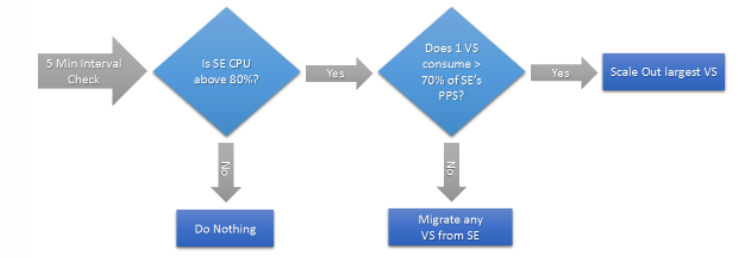 5 Min Interval
Check
Is SE CPU
above 80%?
Yes
Does 1 VS
consume >
70% of SE's
PPS?
Yes
Scale Out largest VS
No
No
Do Nothing
Migrate any
VS from SE